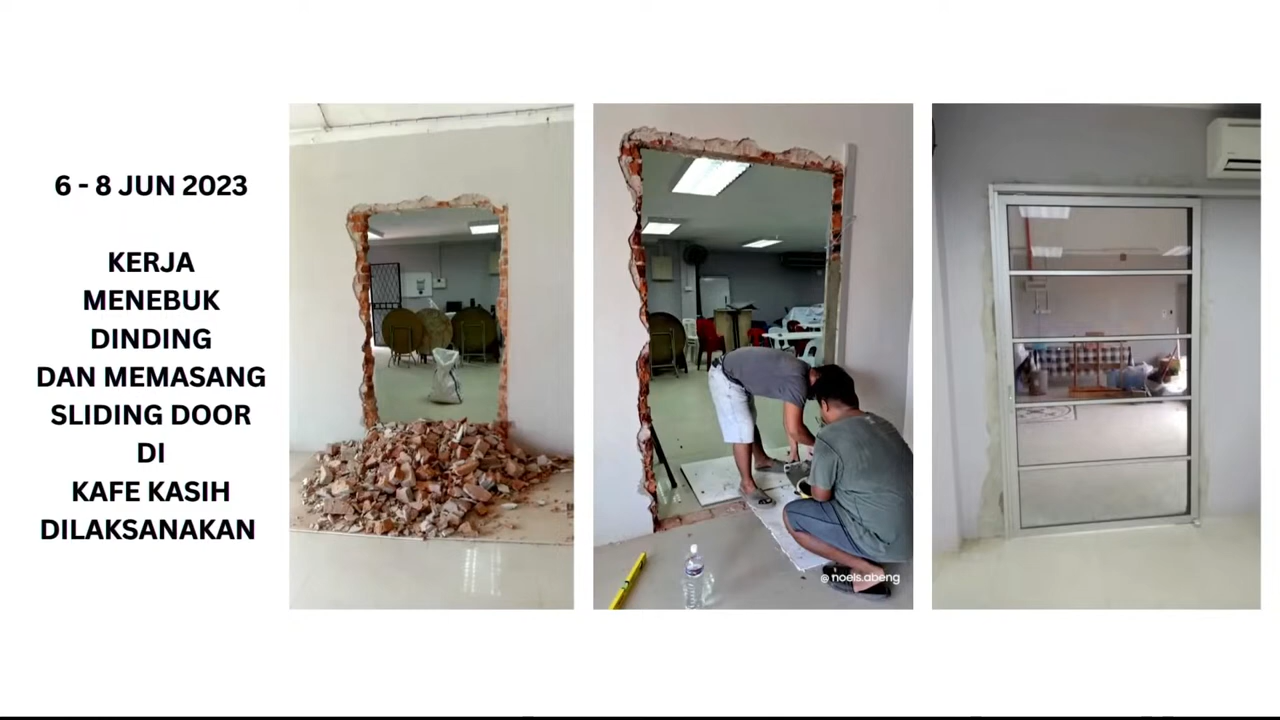 6 - 8 JUN 2023
KERJA
MENEBUK
DINDING
DAN MEMASANG
SLIDING DOOR
DI
KAFE KASIH
DILAKSANAKAN
@ noels.abeng